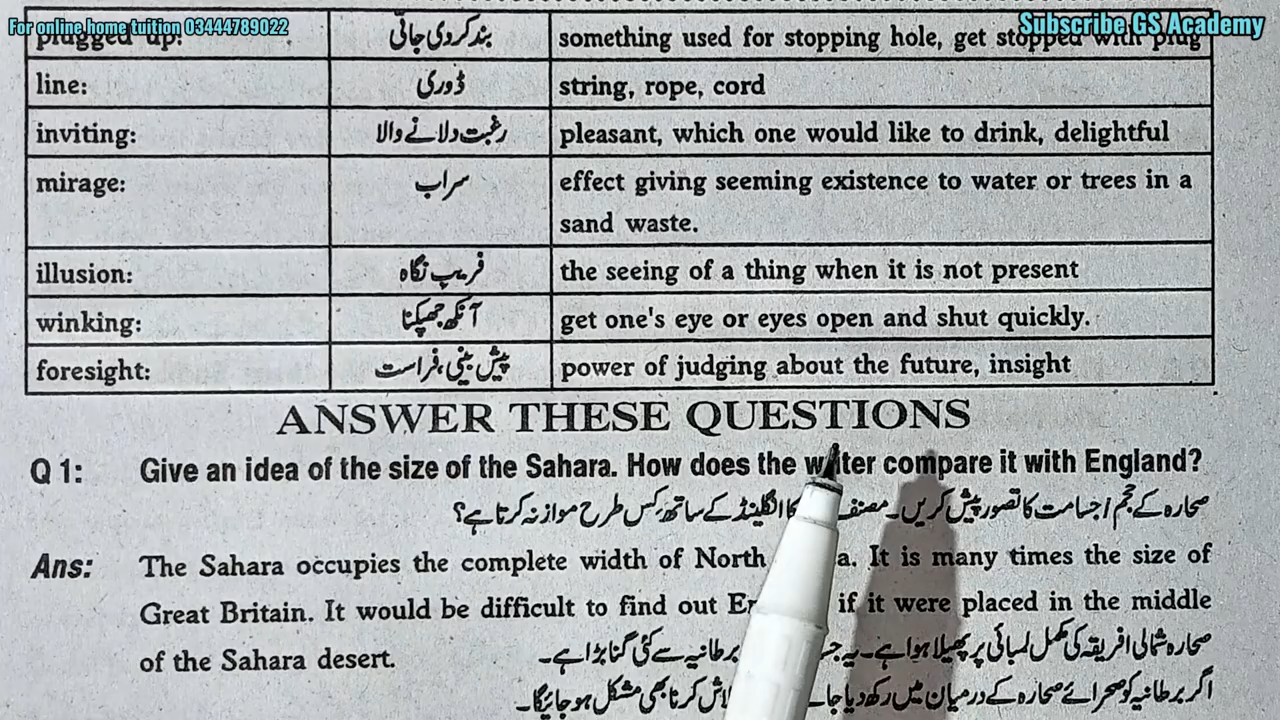 For online home tuition 03444789022
Subscribe GS Academy
plugged up: بند کر دی جاتی something used for stopping hole, get stopped with plug
line: ڈوری string, rope, cord
inviting: رغبت دلانے والا pleasant, which one would like to drink, delightful
mirage: سراب effect giving seeming existence to water or trees in a
sand waste.
illusion: فریب نگاہ the seeing of a thing when it is not present
winking: آنکھ جھپکنا get one's eye or eyes open and shut quickly.
foresight: پیش بینی، فراست power of judging about the future, insight
ANSWER THESE QUESTIONS
Q 1: Give an idea of the size of the Sahara. How does the writer compare it with England?
صحارہ کے حجم / جسامت کا تصور پیش کریں۔ مصنف کا انگلینڈ کے ساتھ کس طرح موازنہ کرتا ہے؟
Ans: The Sahara occupies the complete width of North It is many times the size of
Great Britain. It would be difficult to find out if it were placed in the middle
of the Sahara desert.
صحارہ شمالی افریقہ کی مکمل لمبائی پر پھیلا ہوا ہے۔ یہ برطانیہ سے کئی گنا بڑا ہے۔
اگر برطانیہ کو صحرائے صحارہ کے درمیان میں رکھ دیا کرنا بھی مشکل ہو جائیگا۔